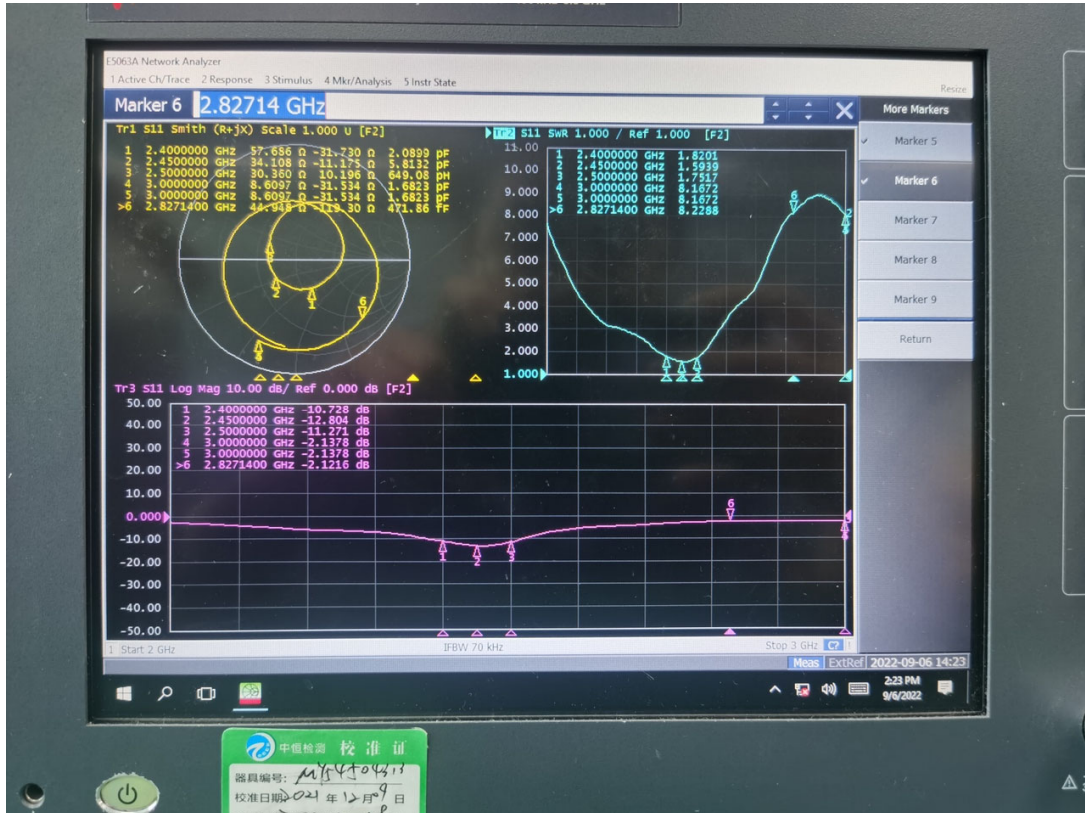 E5063A Network Analyzer
1 Active Ch/Trace 2 Response 3 Stimulus 4 Mkr/Analysis 5 Instr State
Resize
Marker 6 2.82714 GHz
More Markers
Tr1 S11 Smith (R+jX) Scale 1.000 U [F2]
1 2.4000000 GHz 57.686 Ω -31.730 Ω 2.0899 pF
2 2.4500000 GHz 34.108 Ω -11.175 Ω 5.8132 pF
3 2.5000000 GHz 30.360 Ω 10.196 Ω 649.08 pH
4 3.0000000 GHz 8.6097 Ω -31.534 Ω 1.6823 pF
5 3.0000000 GHz 8.6097 Ω -31.534 Ω 1.6823 pF
>6 2.8271400 GHz 44.948 Ω -119.30 Ω 471.86 fF
Tr2 S11 SWR 1.000 / Ref 1.000 [F2]
1 2.4000000 GHz 1.8201
2 2.4500000 GHz 1.5939
3 2.5000000 GHz 1.7517
4 3.0000000 GHz 8.1672
5 3.0000000 GHz 8.1672
>6 2.8271400 GHz 8.2288
11.00
10.00
9.000
8.000
7.000
6.000
5.000
4.000
3.000
2.000
1.000
Marker 5
Marker 6
Marker 7
Marker 8
Marker 9
Return
Tr3 S11 Log Mag 10.00 dB/ Ref 0.000 dB [F2]
1 2.4000000 GHz -10.728 dB
2 2.4500000 GHz -12.804 dB
3 2.5000000 GHz -11.271 dB
4 3.0000000 GHz -2.1378 dB
5 3.0000000 GHz -2.1378 dB
>6 2.8271400 GHz -2.1216 dB
50.00
40.00
30.00
20.00
10.00
0.000
-10.00
-20.00
-30.00
-40.00
-50.00
1 Start 2 GHz
IFBW 70 kHz
Stop 3 GHz C? !
Meas ExtRef 2022-09-06 14:23
2:23 PM
9/6/2022
中恒检测 校准证
器具编号: MY54504313
校准日期 2021 年 12 月 09 日